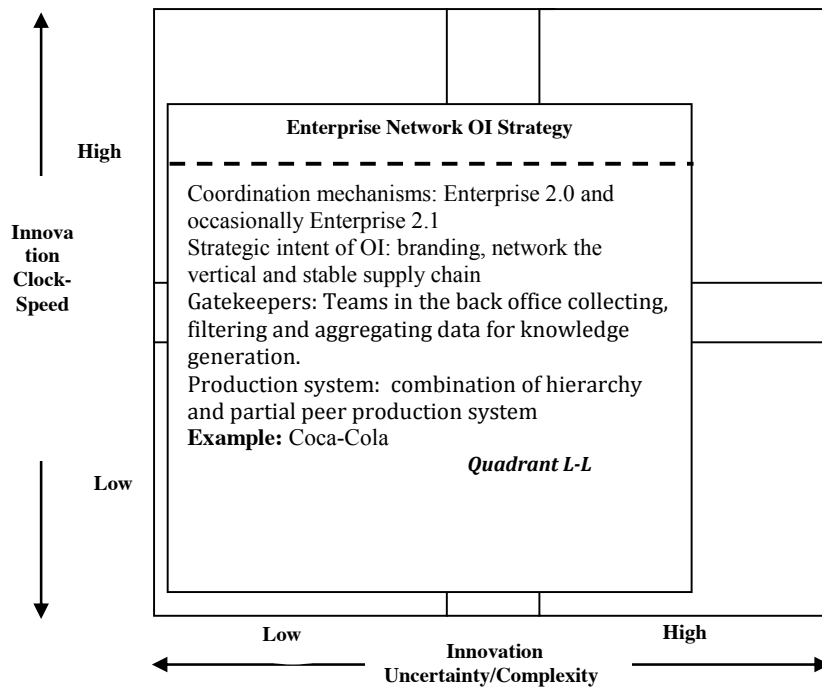 Enterprise Network OI Strategy
High
Coordination mechanisms: Enterprise 2.0 and
occasionally Enterprise 2.1
Strategic intent of OI: branding, network the
vertical and stable supply chain
Gatekeepers: Teams in the back office collecting,
filtering and aggregating data for knowledge
generation.
Production system: combination of hierarchy
and partial peer production system
Example: Coca-Cola
Quadrant L-L
Innova
tion
Clock-
Speed
Low
Low
High
Innovation
Uncertainty/Complexity